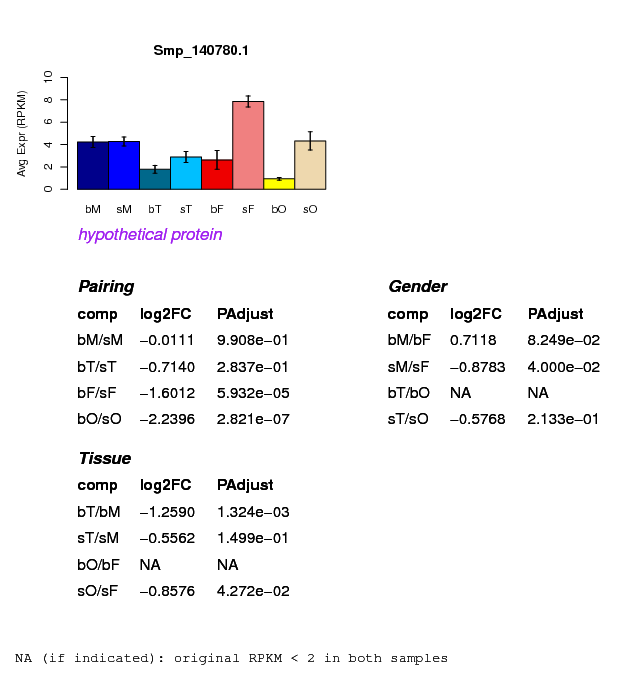 Smp_140780.1
Avg Expr (RPKM)
10
8
6
4
2
0
bM sM bT sT bF sF bO sO
hypothetical protein
Pairing
comp log2FC PAdjust
bM/sM −0.0111 9.908e−01
bT/sT −0.7140 2.837e−01
bF/sF −1.6012 5.932e−05
bO/sO −2.2396 2.821e−07
Gender
comp log2FC PAdjust
bM/bF 0.7118 8.249e−02
sM/sF −0.8783 4.000e−02
bT/bO NA NA
sT/sO −0.5768 2.133e−01
Tissue
comp log2FC PAdjust
bT/bM −1.2590 1.324e−03
sT/sM −0.5562 1.499e−01
bO/bF NA NA
sO/sF −0.8576 4.272e−02
NA (if indicated): original RPKM < 2 in both samples